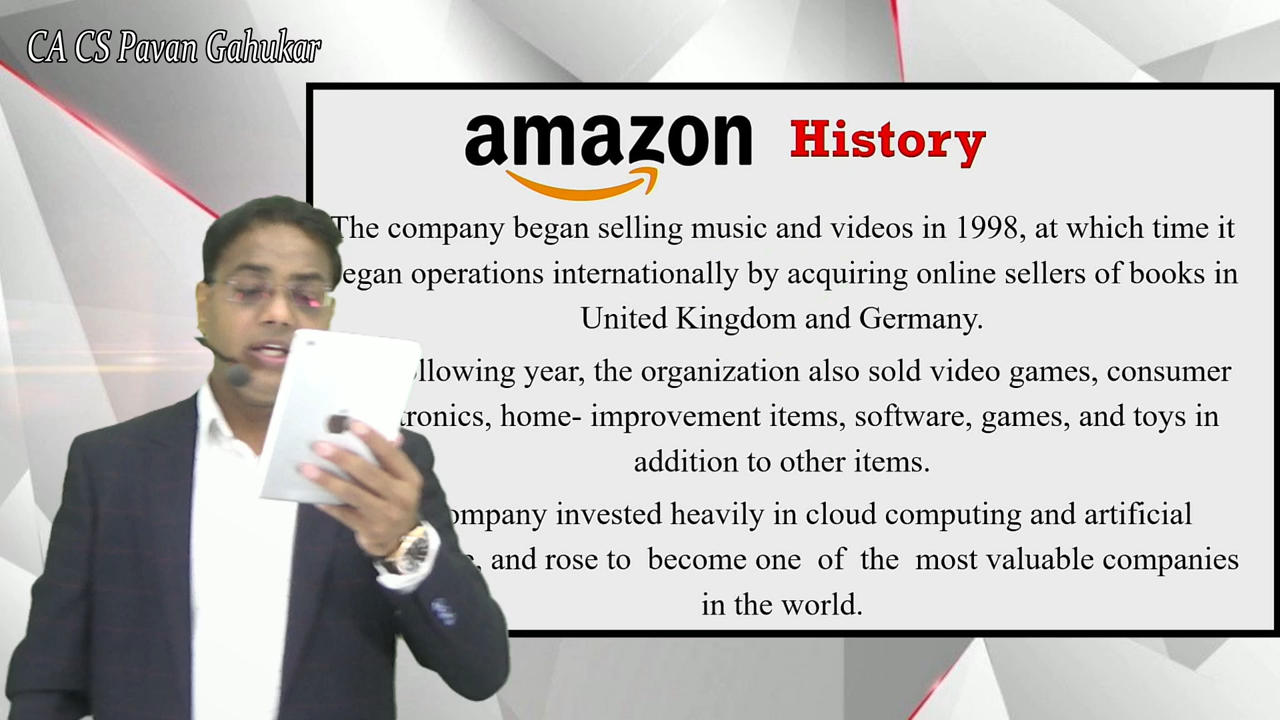 CA CS Pavan Gahukar
amazon History
The company began selling music and videos in 1998, at which time it
egan operations internationally by acquiring online sellers of books in
United Kingdom and Germany.
ollowing year, the organization also sold video games, consumer
tronics, home- improvement items, software, games, and toys in
addition to other items.
ompany invested heavily in cloud computing and artificial
e, and rose to become one of the most valuable companies
in the world.